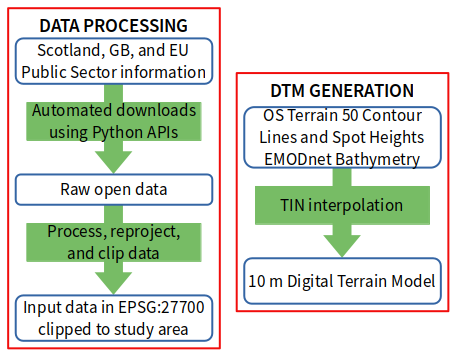 DATA PROCESSING
Scotland, GB, and EU
Public Sector information
Automated downloads
using Python APIs
Raw open data
Process, reproject,
and clip data
Input data in EPSG:27700
clipped to study area
DTM GENERATION
OS Terrain 50 Contour
Lines and Spot Heights
EMODnet Bathymetry
TIN interpolation
10 m Digital Terrain Model